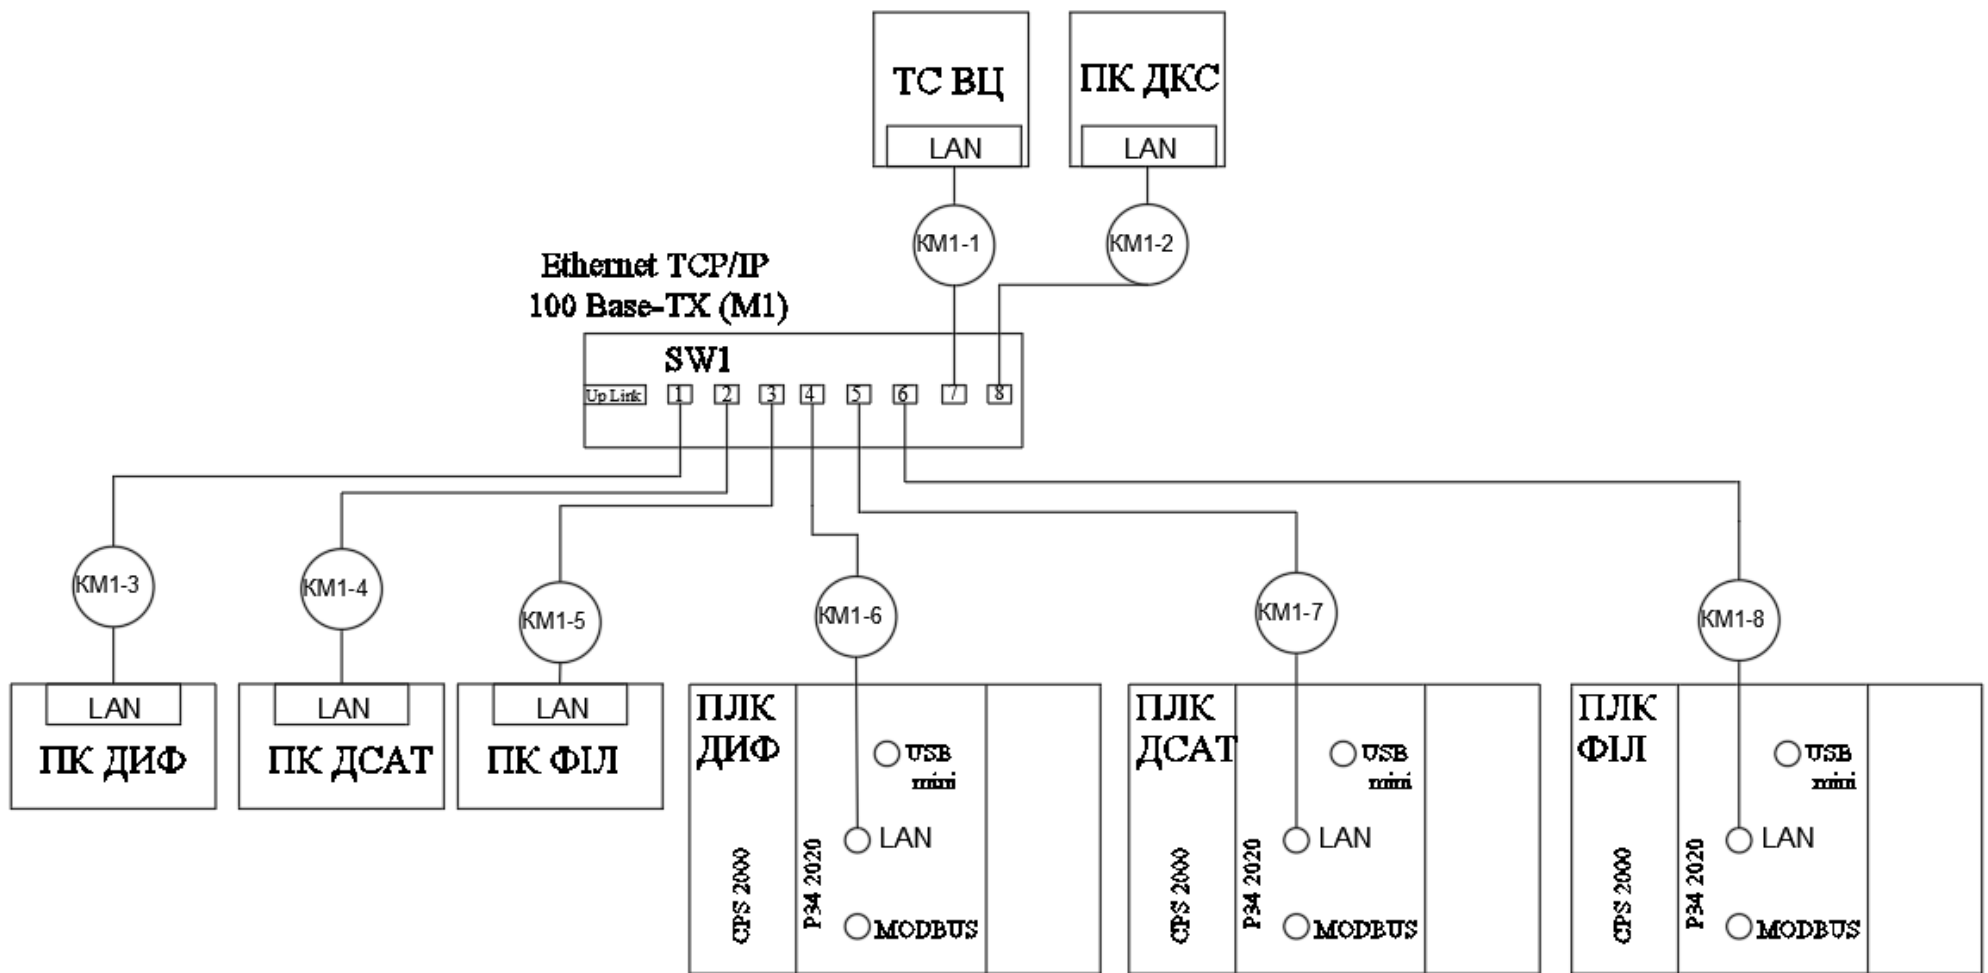 ТС ВЦ
ПК ДКС
LAN
LAN
КМ1-1
КМ1-2
Ethernet TCP/IP
100 Base-TX (М1)
SW1
Up Link
1
2
3
4
5
6
7
8
КМ1-3
КМ1-4
КМ1-5
КМ1-6
КМ1-7
КМ1-8
LAN
ПК ДИФ
LAN
ПК ДСАТ
LAN
ПК ФІЛ
ПЛК
ДИФ
USB
mini
LAN
MODBUS
CPS 2000
P34 2020
ПЛК
ДСАТ
USB
mini
LAN
MODBUS
CPS 2000
P34 2020
ПЛК
ФІЛ
USB
mini
LAN
MODBUS
CPS 2000
P34 2020